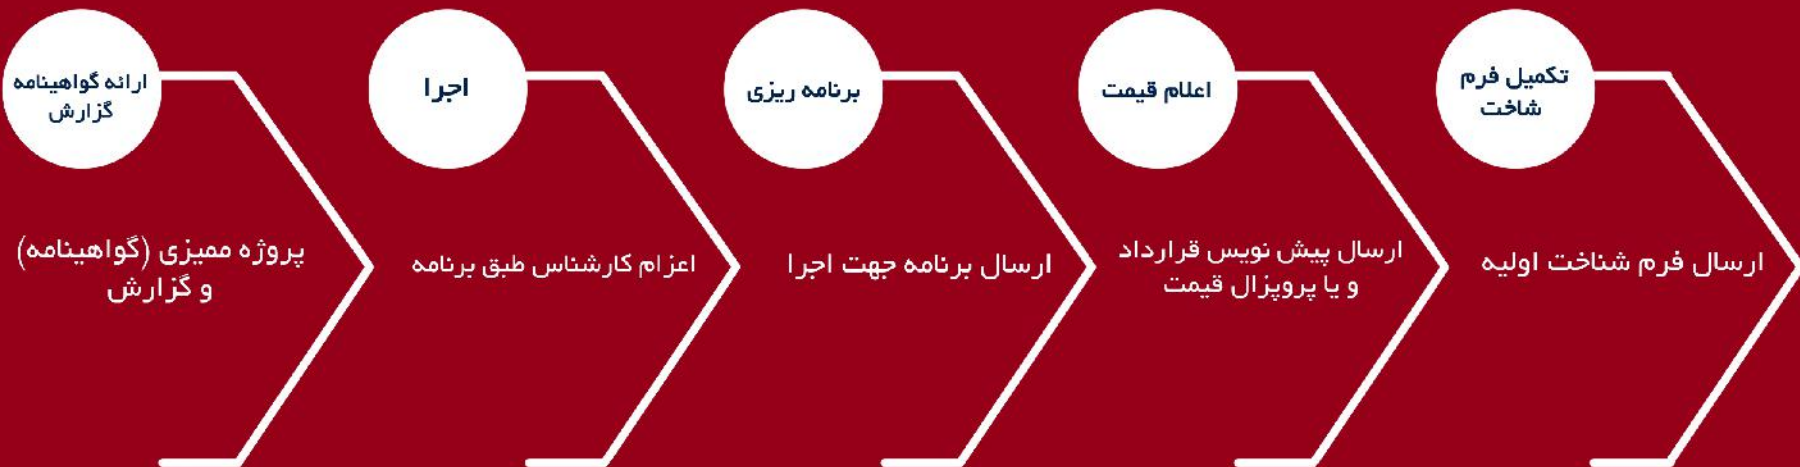 تکمیل فرم
شاخت
ارسال فرم شناخت اولیه
اعلام قیمت
ارسال پیش نویس قرارداد
و یا پروپزال قیمت
برنامه ریزی
ارسال برنامه جهت اجرا
اجرا
اعزام کارشناس طبق برنامه
ارائه گواهینامه
گزارش
پروژه ممیزی (گواهینامه)
و گزارش